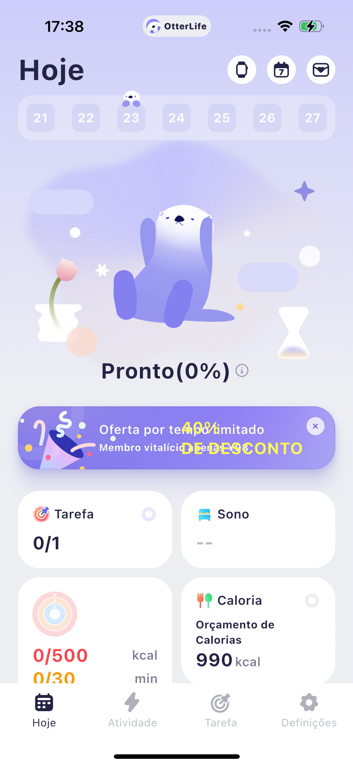 17:38
OtterLife
Hoje
7
21 22 23 24 25 26 27
Pronto(0%)
Oferta por tempo limitado
40%
DE DESCONTO
Membro vitalício apenas
Tarefa
0/1
Sono
--
0/500 kcal
0/30 min
Caloria
Orçamento de
Calorias
990 kcal
Hoje
Atividade
Tarefa
Definições